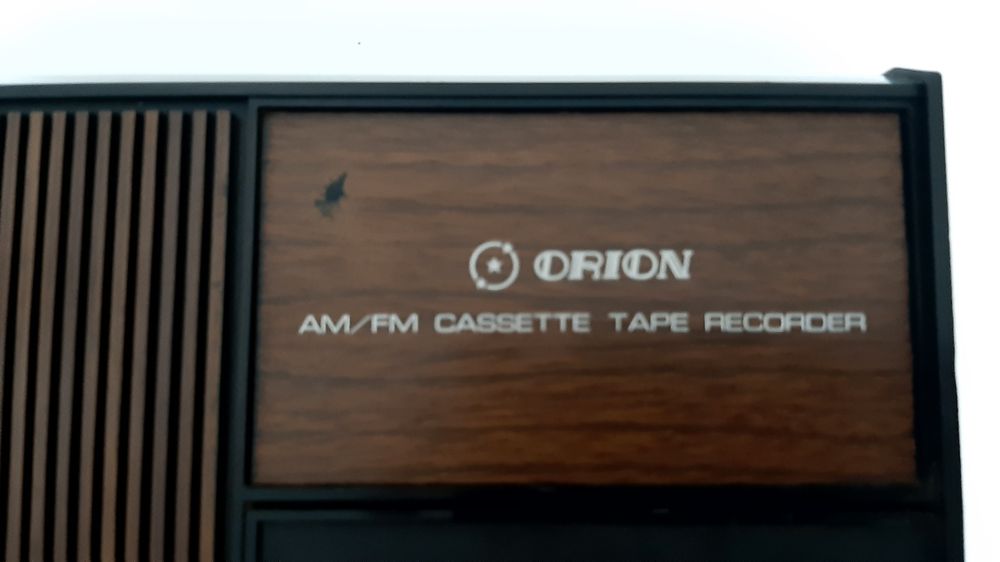 ORION
AM/FM CASSETTE TAPE RECORDER